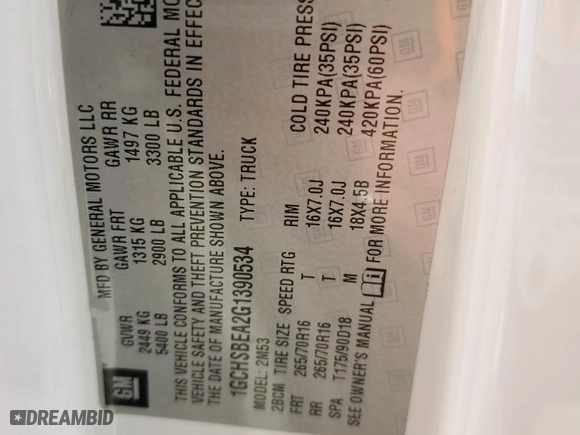 GM
MFD BY GENERAL MOTORS LLC
GVWR GAWR FRT GAWR RR
2449 KG 1315 KG 1497 KG
5400 LB 2900 LB 3300 LB
THIS VEHICLE CONFORMS TO ALL APPLICABLE U.S. FEDERAL MO
VEHICLE SAFETY AND THEFT PREVENTION STANDARDS IN EFFEC
THE DATE OF MANUFACTURE SHOWN ABOVE.
1GCHSBEA2G1390534 TYPE: TRUCK
MODEL: 2M53
2BCM TIRE SIZE SPEED RTG RIM COLD TIRE PRES
FRT 265/70R16 T 16X7.0J 240KPA(35PSI)
RR 265/70R16 T 16X7.0J 240KPA(35PSI)
SPA T175/90D18 M 18X4.5B 420KPA(60PSI)
SEE OWNER'S MANUAL FOR MORE INFORMATION.
DREAMBID